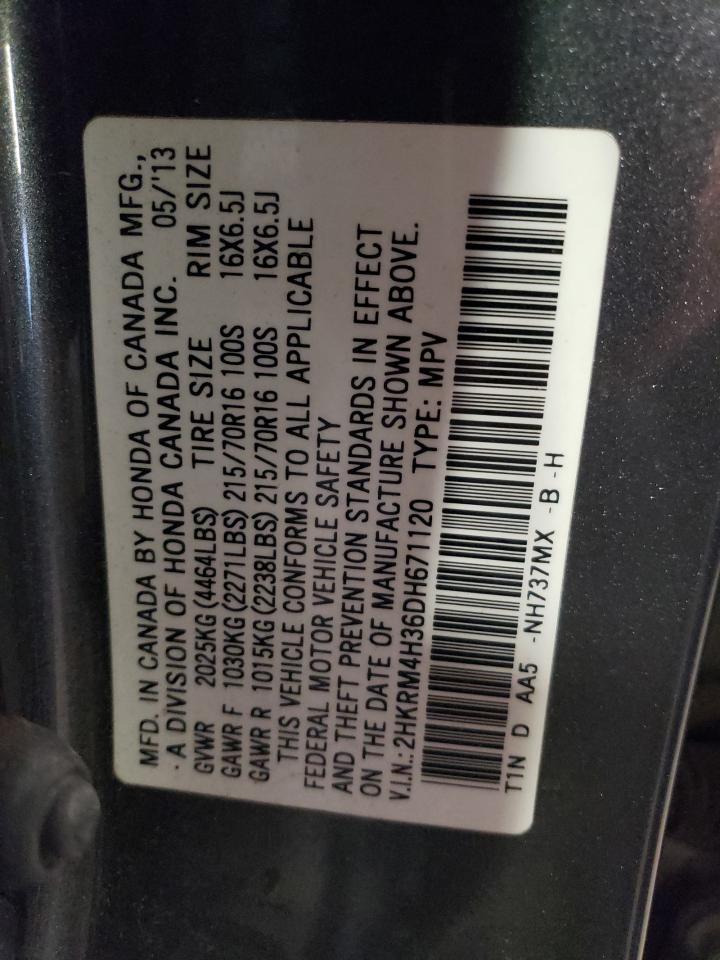 MFD. IN CANADA BY HONDA OF CANADA MFG.,
· A DIVISION OF HONDA CANADA INC. 05/'13
GVWR 2025KG(4464LBS) TIRE SIZE RIM SIZE
GAWR F 1030KG(2271LBS) 215/70R16 100S 16X6.5J
GAWR R 1015KG(2238LBS) 215/70R16 100S 16X6.5J
THIS VEHICLE CONFORMS TO ALL APPLICABLE
FEDERAL MOTOR VEHICLE SAFETY
AND THEFT PREVENTION STANDARDS IN EFFECT
ON THE DATE OF MANUFACTURE SHOWN ABOVE.
V.I.N.:2HKRM4H36DH671120 TYPE: MPV
T1N D AA5 -NH737MX -B -H